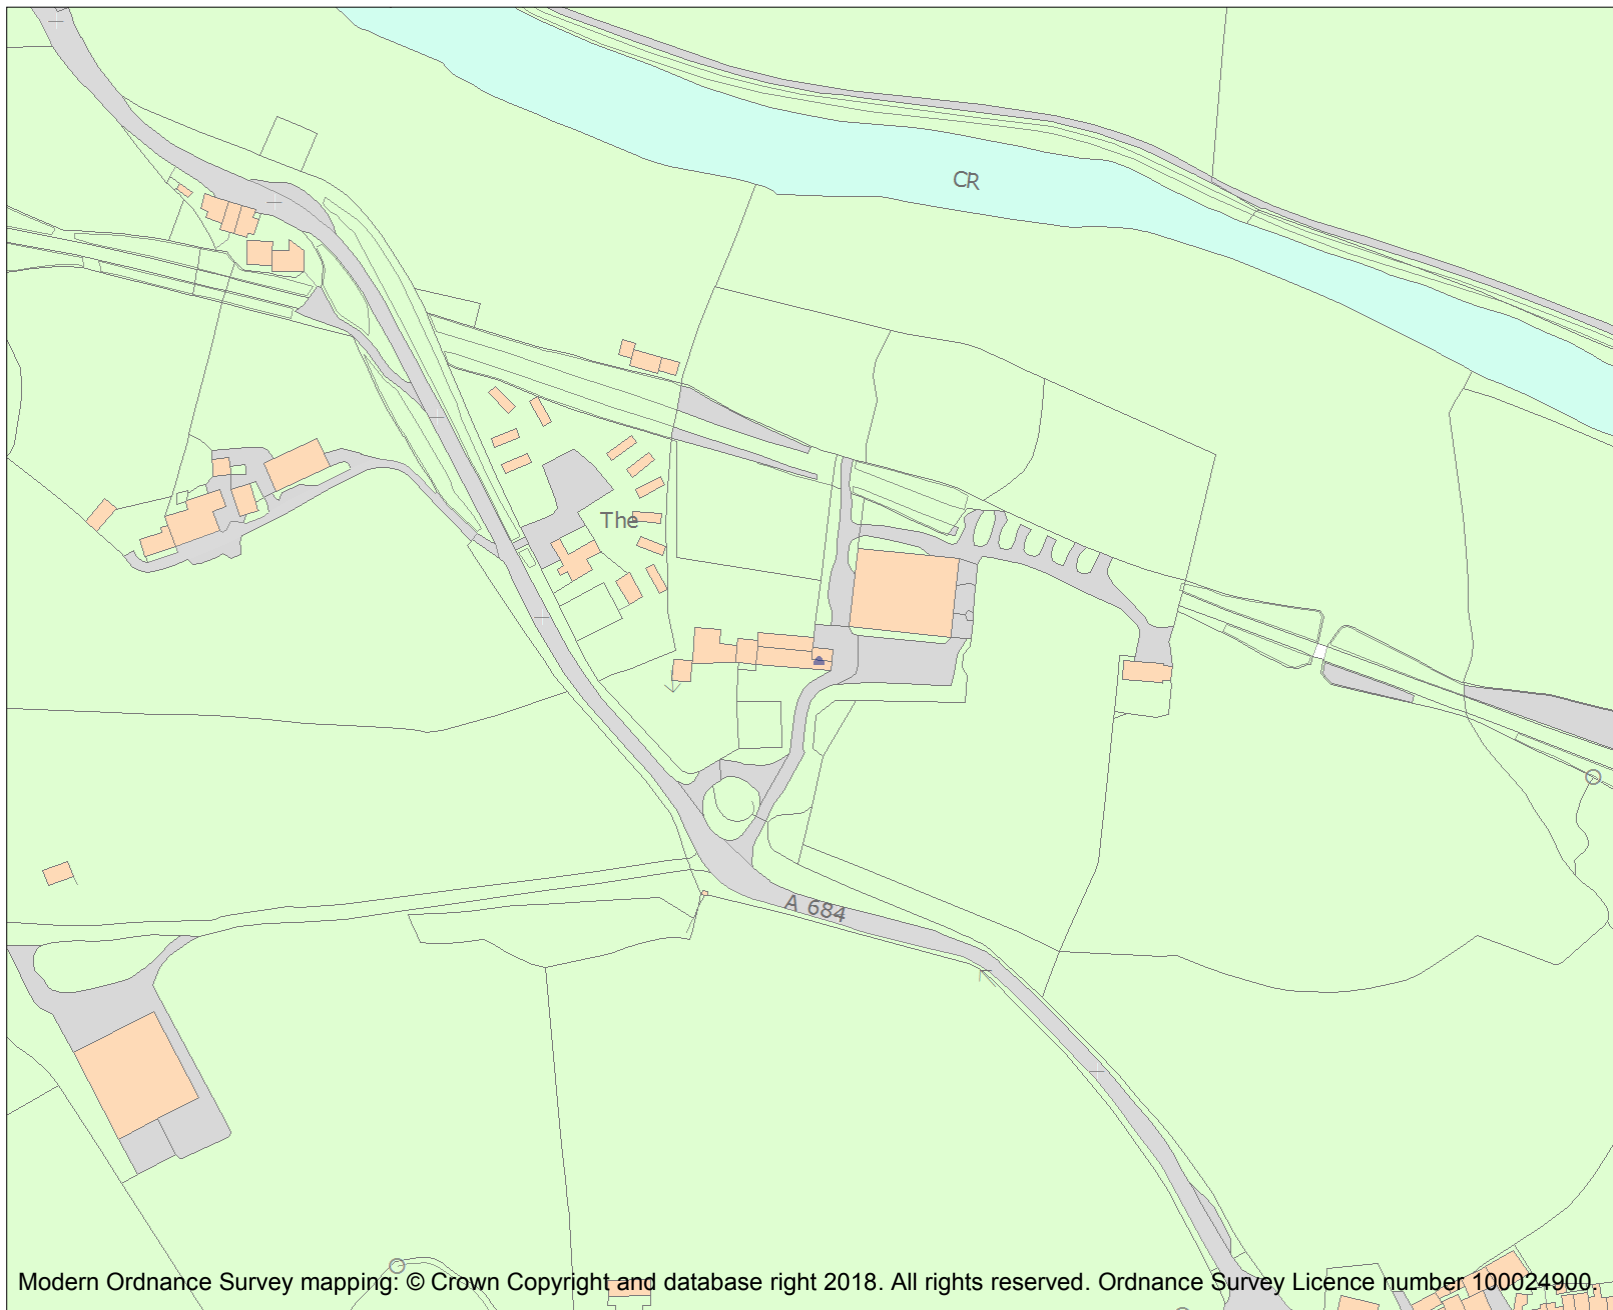 CR
The
A 684
Modern Ordnance Survey mapping: © Crown Copyright and database right 2018. All rights reserved. Ordnance Survey Licence number 100024900.